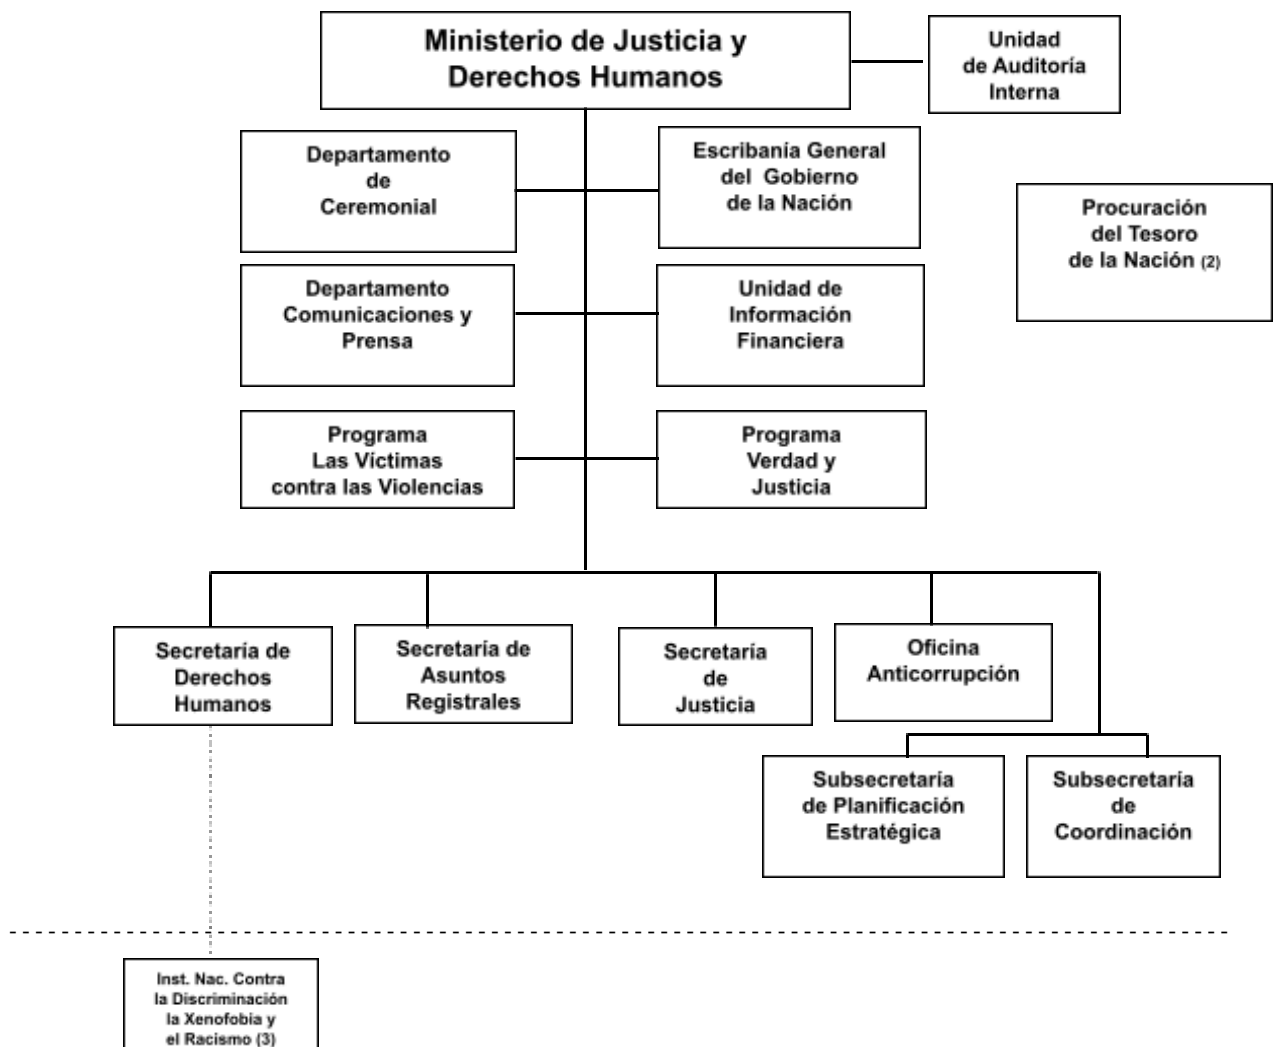 Ministerio de Justicia y
Derechos Humanos
Unidad
de Auditoría
Interna
Departamento
de
Ceremonial
Escribanía General
del Gobierno
de la Nación
Procuración
del Tesoro
de la Nación (2)
Departamento
Comunicaciones y
Prensa
Unidad de
Información
Financiera
Programa
Las Víctimas
contra las Violencias
Programa
Verdad y
Justicia
Secretaría de
Derechos
Humanos
Secretaría de
Asuntos
Registrales
Secretaría
de
Justicia
Oficina
Anticorrupción
Subsecretaría
de Planificación
Estratégica
Subsecretaría
de
Coordinación
Inst. Nac. Contra
la Discriminación
la Xenofobia y
el Racismo (3)